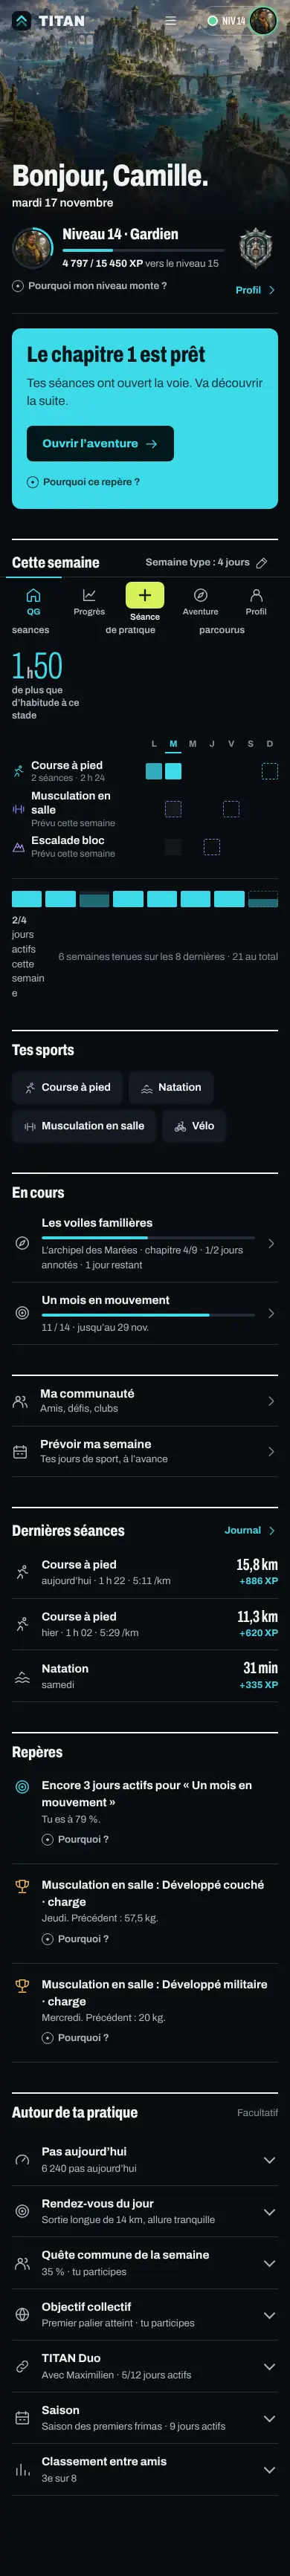 TITAN
NIV 14
Bonjour, Camille.
mardi 17 novembre
Niveau 14 · Gardien
4 797 / 15 450 XP vers le niveau 15
Pourquoi mon niveau monte ?
Profil
Le chapitre 1 est prêt
Tes séances ont ouvert la voie. Va découvrir
la suite.
Ouvrir l'aventure
Pourquoi ce repère ?
Cette semaine
Semaine type : 4 jours
QG
Progrès
Séance
Aventure
Profil
seances
de pratique
parcourus
1h50
de plus que
d'habitude à ce
stade
L M M J V S D
Course à pied
2 séances · 2 h 24
Musculation en
salle
Prévu cette semaine
Escalade bloc
Prévu cette semaine
2/4
jours
actifs
cette
semain
e
6 semaines tenues sur les 8 dernières · 21 au total
Tes sports
Course à pied
Natation
Musculation en salle
Vélo
En cours
Les voiles familières
L'archipel des Marées · chapitre 4/9 · 1/2 jours
annotés · 1 jour restant
Un mois en mouvement
11 / 14 · jusqu'au 29 nov.
Ma communauté
Amis, défis, clubs
Prévoir ma semaine
Tes jours de sport, à l'avance
Dernières séances
Journal
Course à pied
15,8 km
aujourd'hui · 1 h 22 · 5:11 /km
+886 XP
Course à pied
11,3 km
hier · 1 h 02 · 5:29 /km
+620 XP
Natation
31 min
samedi
+335 XP
Repères
Encore 3 jours actifs pour « Un mois en
mouvement »
Tu es à 79 %.
Pourquoi ?
Musculation en salle : Développé couché
· charge
Jeudi. Précédent : 57,5 kg.
Pourquoi ?
Musculation en salle : Développé militaire
· charge
Mercredi. Précédent : 20 kg.
Pourquoi ?
Autour de ta pratique
Facultatif
Pas aujourd'hui
6 240 pas aujourd'hui
Rendez-vous du jour
Sortie longue de 14 km, allure tranquille
Quête commune de la semaine
35 % · tu participes
Objectif collectif
Premier palier atteint · tu participes
TITAN Duo
Avec Maximilien · 5/12 jours actifs
Saison
Saison des premiers frimas · 9 jours actifs
Classement entre amis
3e sur 8